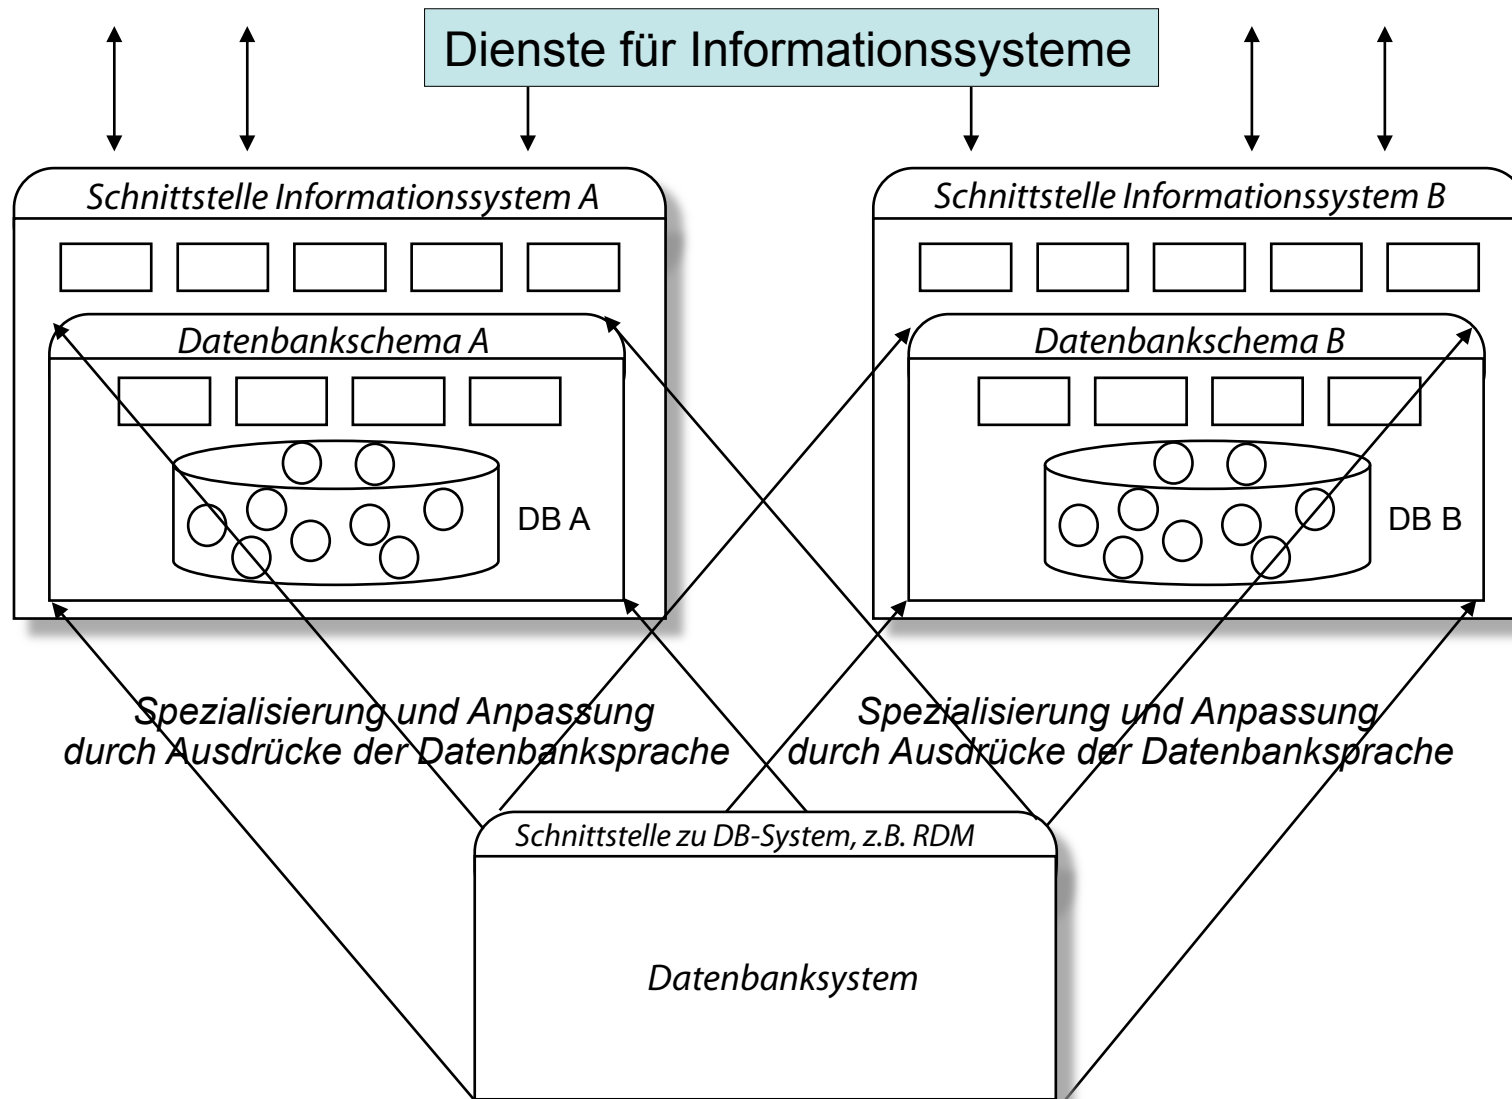 Dienste für Informationssysteme
Schnittstelle Informationssystem A
Schnittstelle Informationssystem B
Datenbankschema A
Datenbankschema B
DB A
DB B
Spezialisierung und Anpassung
durch Ausdrücke der Datenbanksprache
Spezialisierung und Anpassung
durch Ausdrücke der Datenbanksprache
Schnittstelle zu DB-System, z.B. RDM
Datenbanksystem